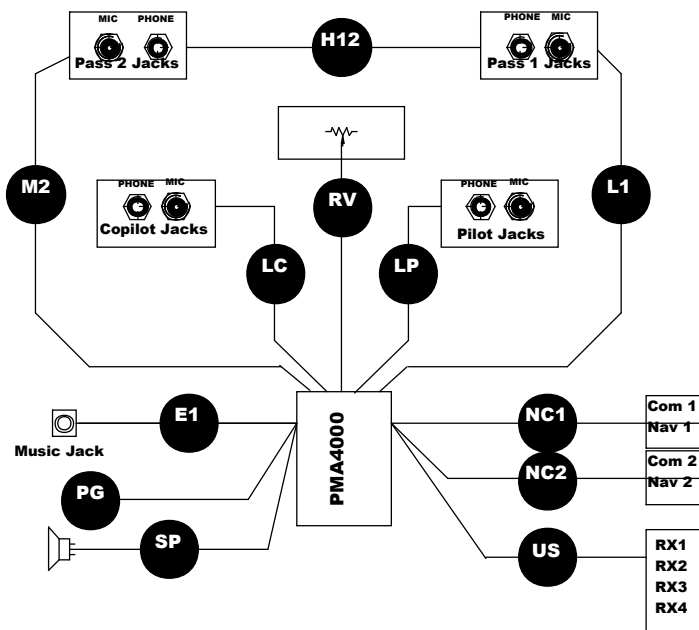 MIC PHONE
Pass 2 Jacks
H12
PHONE MIC
Pass 1 Jacks
M2
PHONE MIC
Copilot Jacks
RV
PHONE MIC
Pilot Jacks
L1
LC
LP
E1
Music Jack
PMA4000
NC1
Com 1
Nav 1
NC2
Com 2
Nav 2
PG
SP
US
RX1
RX2
RX3
RX4